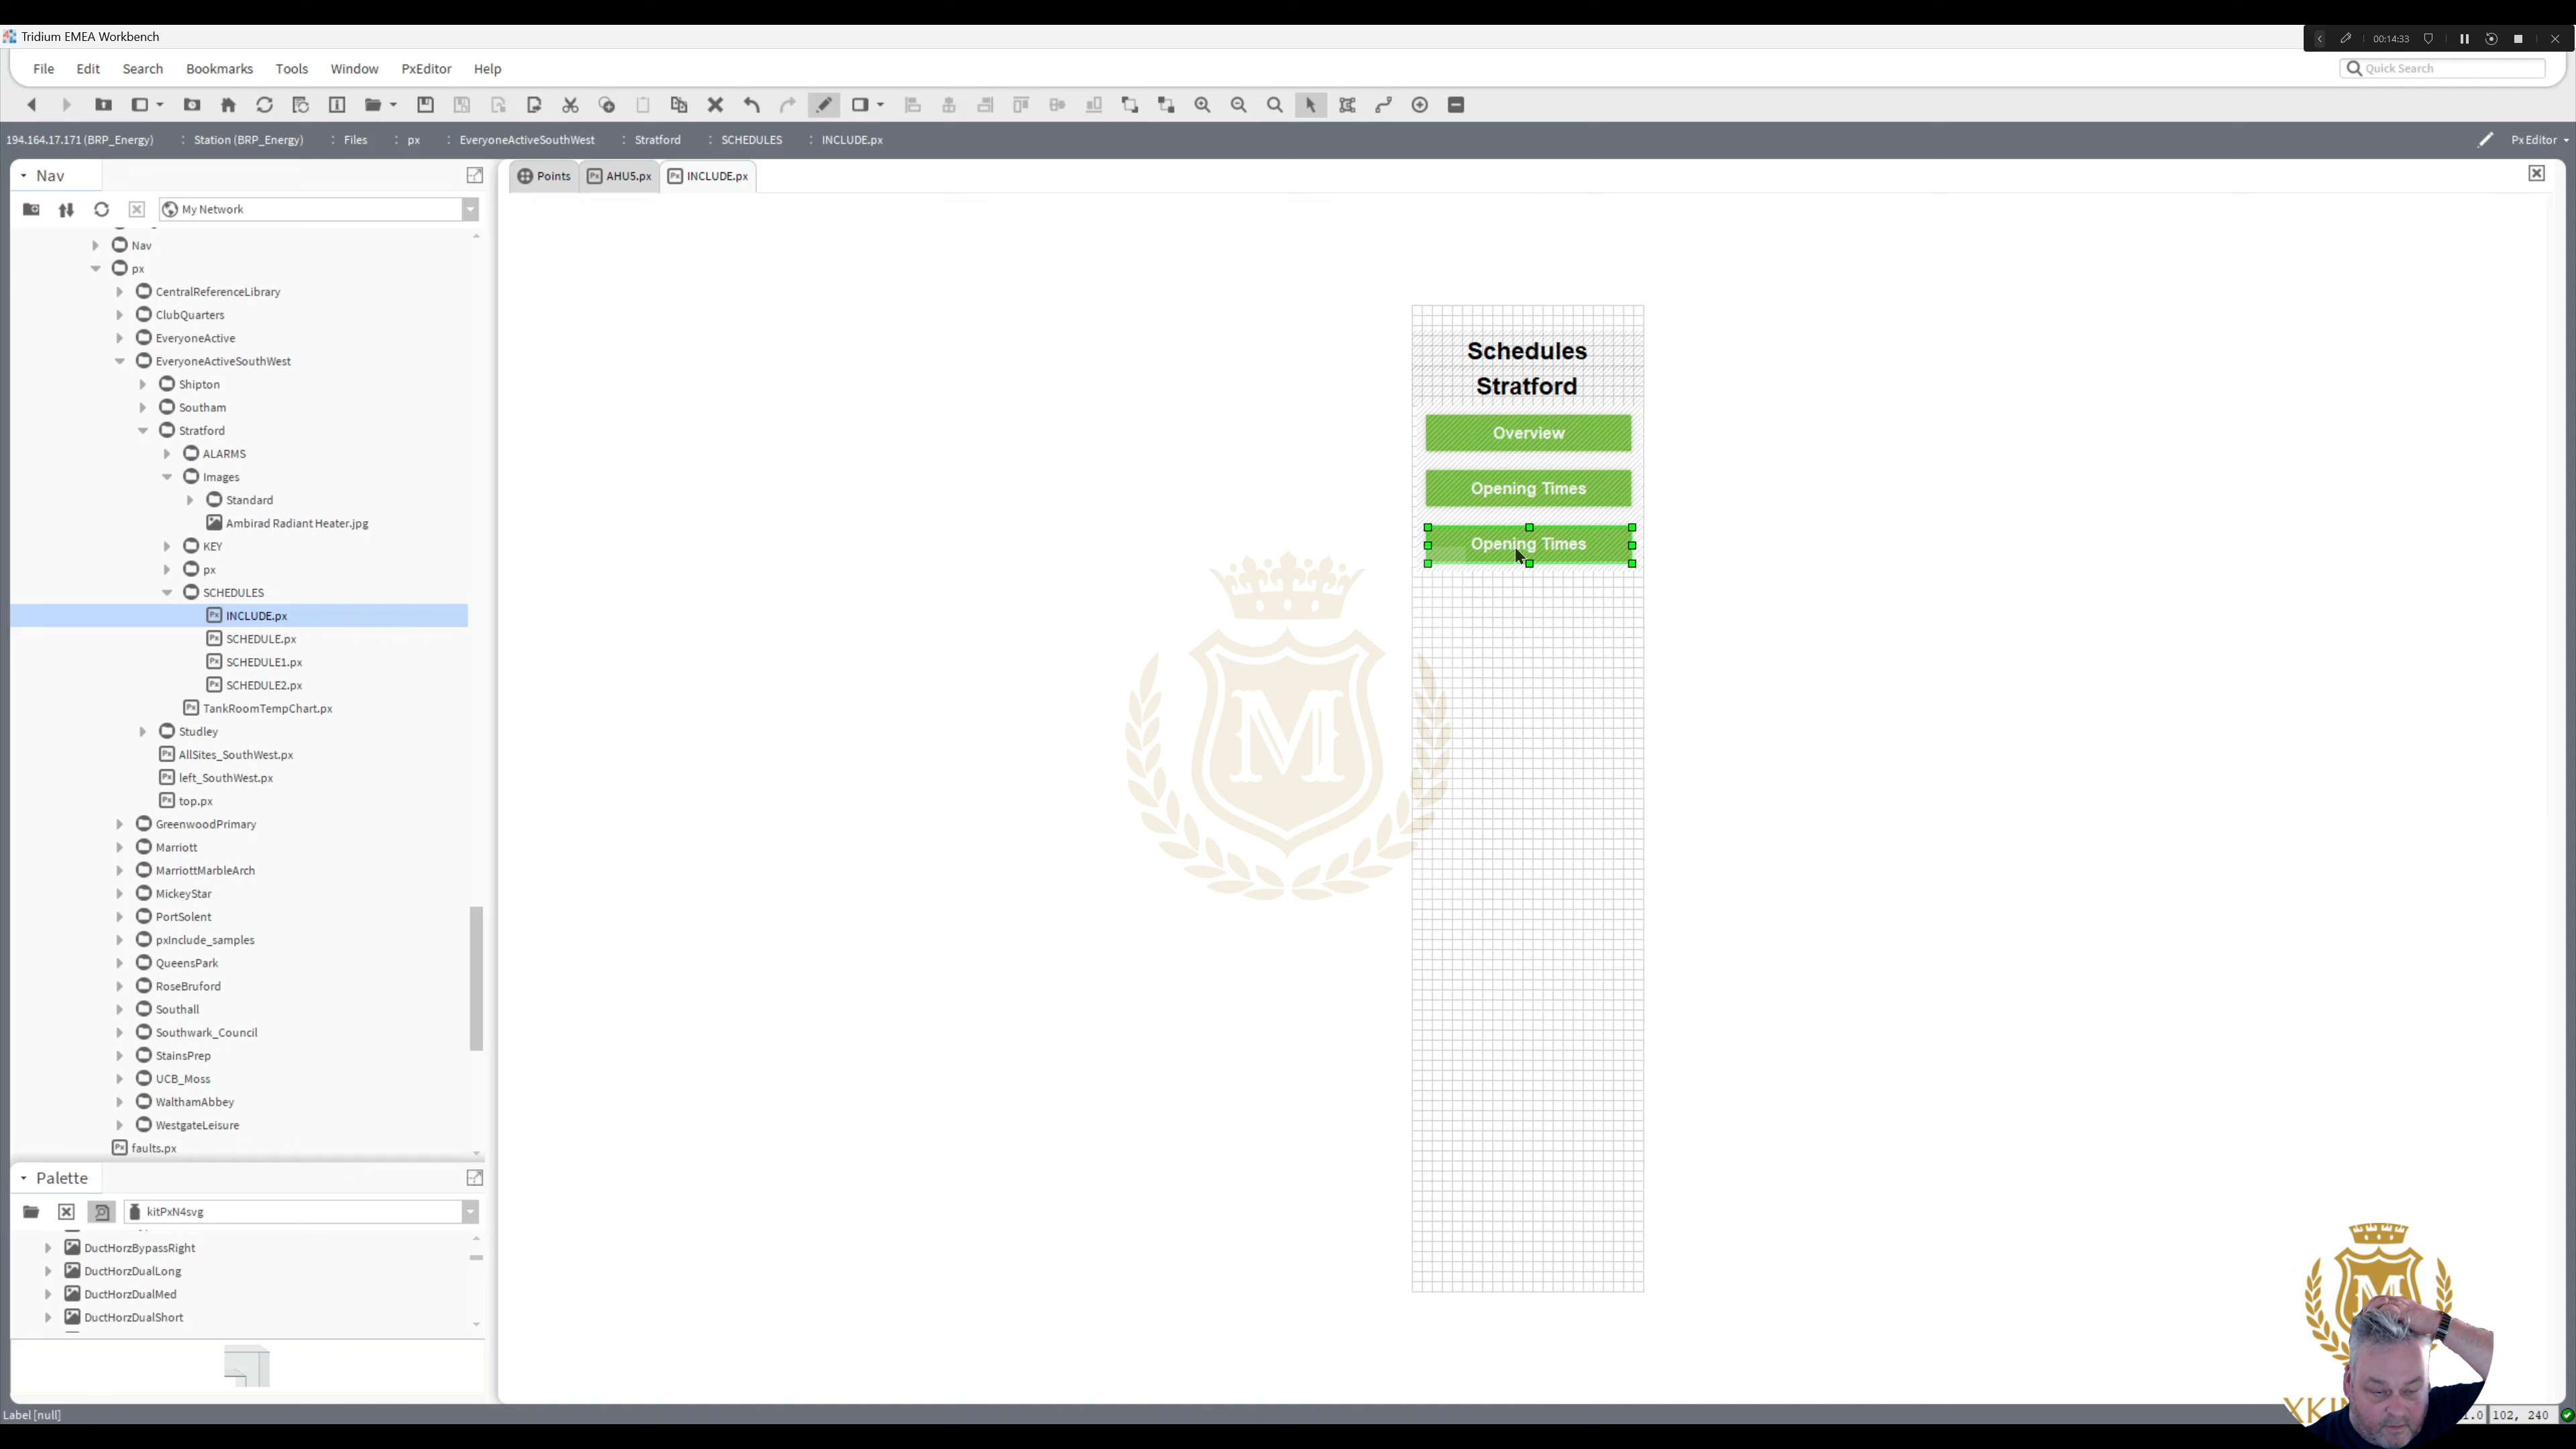 Tridium EMEA Workbench
00:14:33
File Edit Search Bookmarks Tools Window PxEditor Help
Quick Search
194.164.17.171 (BRP_Energy) : Station (BRP_Energy) : Files : px : EveryoneActiveSouthWest : Stratford : SCHEDULES : INCLUDE.px
PxEditor
Nav
My Network
Nav
px
CentralReferenceLibrary
ClubQuarters
EveryoneActive
EveryoneActiveSouthWest
Shipton
Southam
Stratford
ALARMS
Images
Standard
Ambirad Radiant Heater.jpg
KEY
px
SCHEDULES
INCLUDE.px
SCHEDULE.px
SCHEDULE1.px
SCHEDULE2.px
TankRoomTempChart.px
Studley
AllSites_SouthWest.px
left_SouthWest.px
top.px
GreenwoodPrimary
Marriott
MarriottMarbleArch
MickeyStar
PortSolent
pxInclude_samples
QueensPark
RoseBruford
Southall
Southwark_Council
StainsPrep
UCB_Moss
WalthamAbbey
WestgateLeisure
faults.px
Palette
kitPxN4svg
DuctHorzBypassRight
DuctHorzDualLong
DuctHorzDualMed
DuctHorzDualShort
Label [null]
Points AHU5.px INCLUDE.px
Schedules
Stratford
Overview
Opening Times
Opening Times
M
102, 240